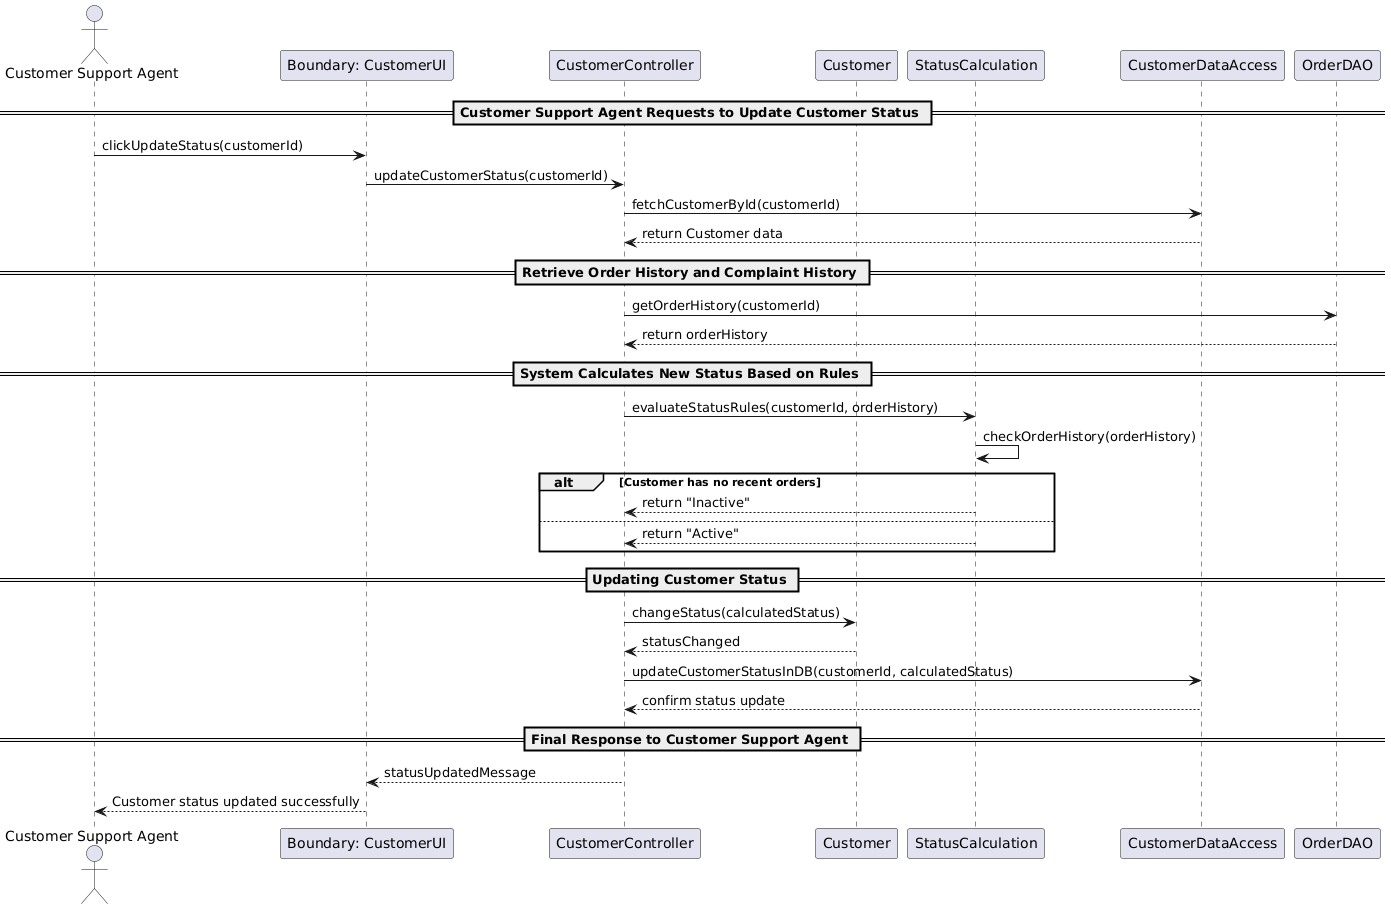 Customer Support Agent
Boundary: CustomerUI
CustomerController
Customer
StatusCalculation
CustomerDataAccess
OrderDAO
Customer Support Agent Requests to Update Customer Status
clickUpdateStatus(customerId)
updateCustomerStatus(customerId)
fetchCustomerById(customerId)
return Customer data
Retrieve Order History and Complaint History
getOrderHistory(customerId)
return orderHistory
System Calculates New Status Based on Rules
evaluateStatusRules(customerId, orderHistory)
checkOrderHistory(orderHistory)
alt
[Customer has no recent orders]
return "Inactive"
return "Active"
Updating Customer Status
changeStatus(calculatedStatus)
statusChanged
updateCustomerStatusInDB(customerId, calculatedStatus)
confirm status update
Final Response to Customer Support Agent
statusUpdatedMessage
Customer status updated successfully
Customer Support Agent
Boundary: CustomerUI
CustomerController
Customer
StatusCalculation
CustomerDataAccess
OrderDAO